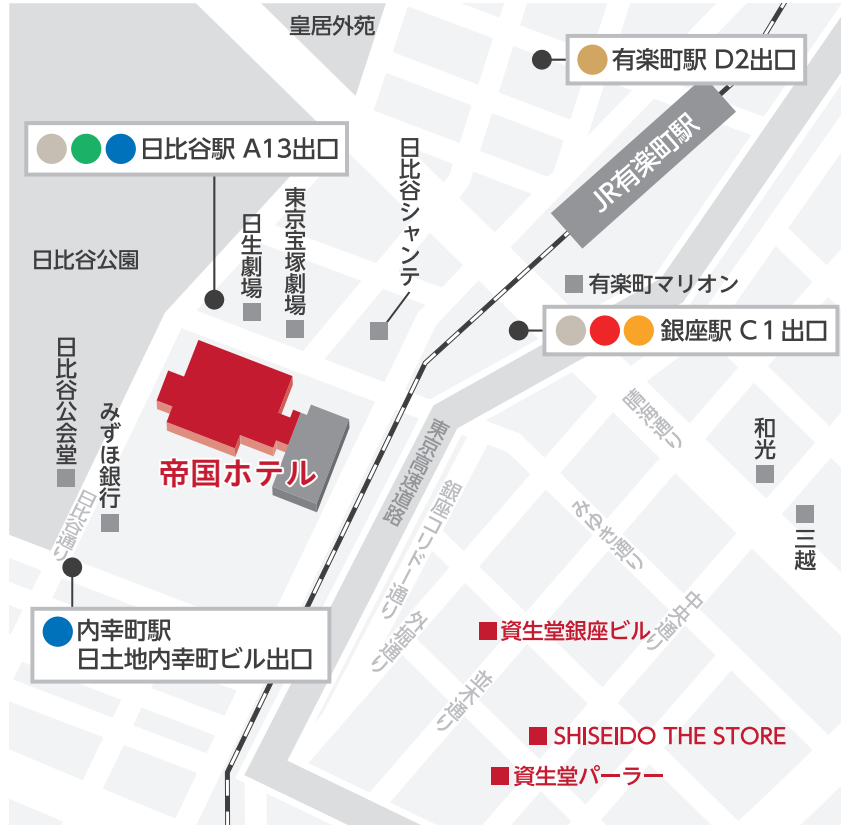 皇居外苑
有楽町駅 D2出口
日比谷駅 A13出口
JR有楽町駅
日比谷シャンテ
東京宝塚劇場
日生劇場
日比谷公園
有楽町マリオン
銀座駅 C1出口
日比谷公会堂
みずほ銀行
帝国ホテル
東京高速道路
晴海通り
和光
三越
日比谷通り
銀座コリドー通り
外堀通り
みゆき通り
中央通り
並木通り
内幸町駅
日土地内幸町ビル出口
資生堂銀座ビル
SHISEIDO THE STORE
資生堂パーラー